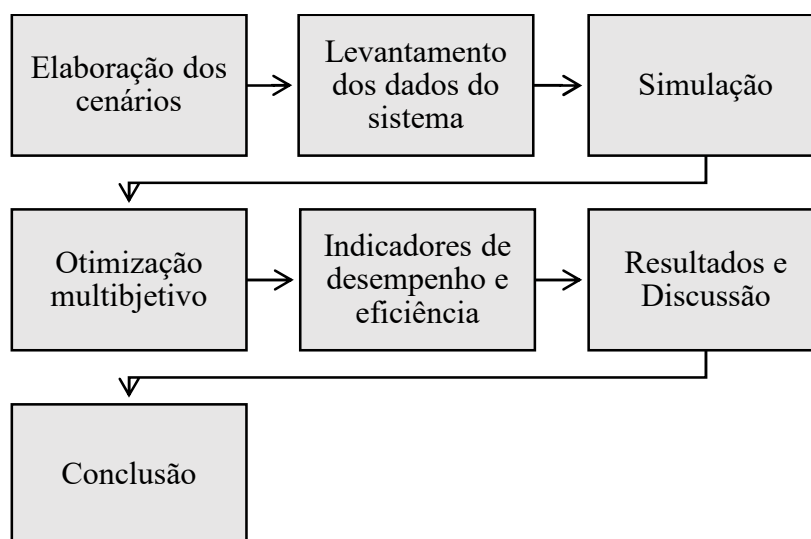 Elaboração dos
cenários
Levantamento
dos dados do
sistema
Simulação
Otimização
multibjetivo
Indicadores de
desempenho e
eficiência
Resultados e
Discussão
Conclusão